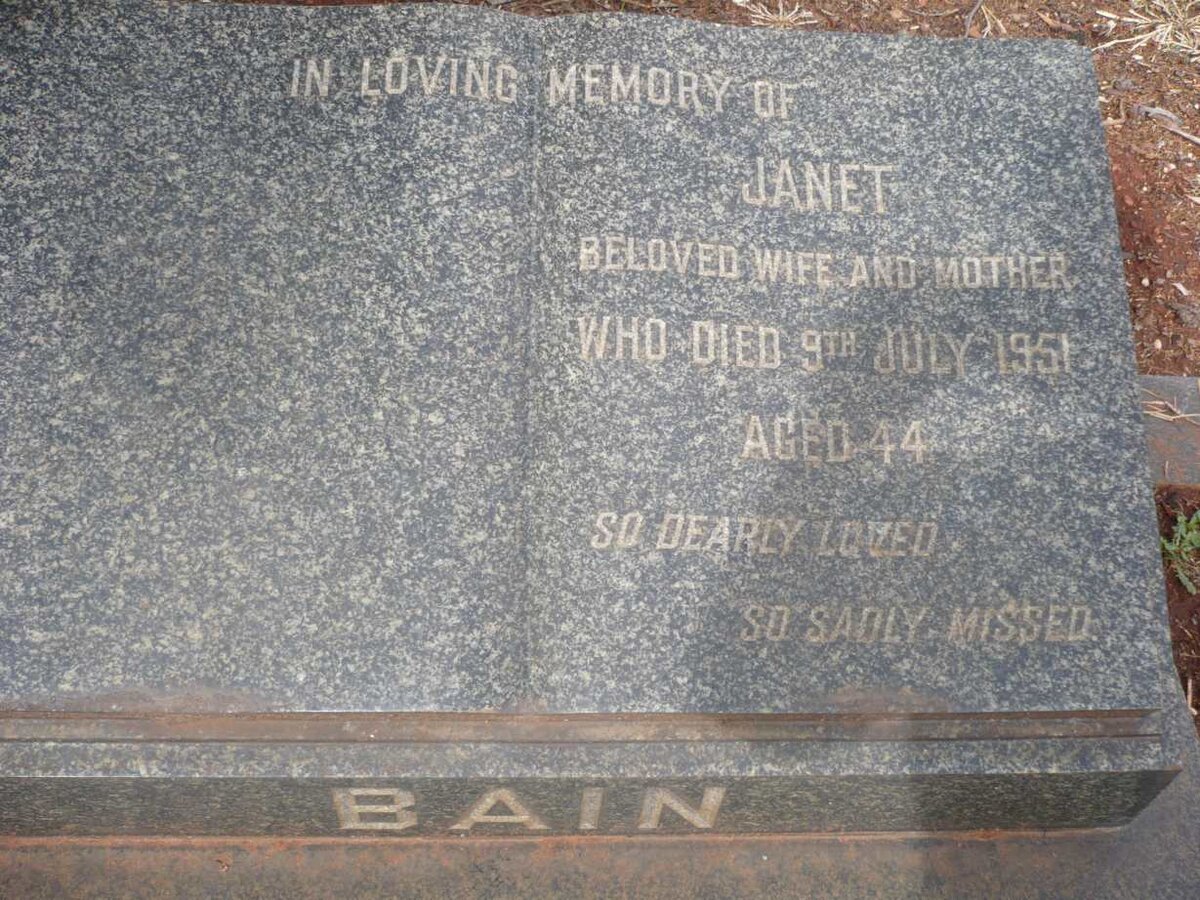 IN LOVING MEMORY OF
JANET
BELOVED WIFE AND MOTHER
WHO DIED 9TH JULY 1951
AGED 44
SO DEARLY LOVED
SO SADLY MISSED
BAIN